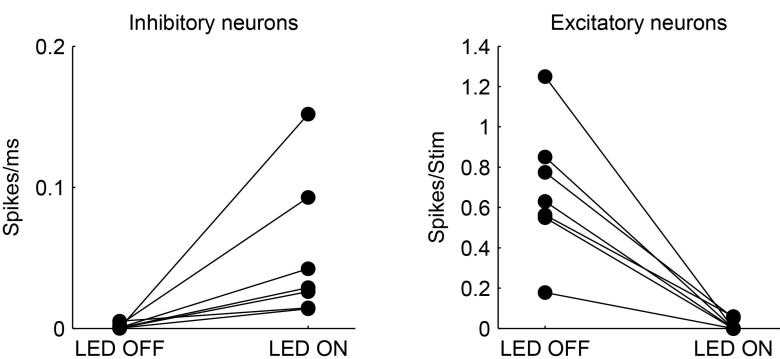 Inhibitory neurons
0.2
0.1
0
Spikes/ms
LED OFF
LED ON
Excitatory neurons
1.4
1.2
1
0.8
0.6
0.4
0.2
0
Spikes/Stim
LED OFF
LED ON